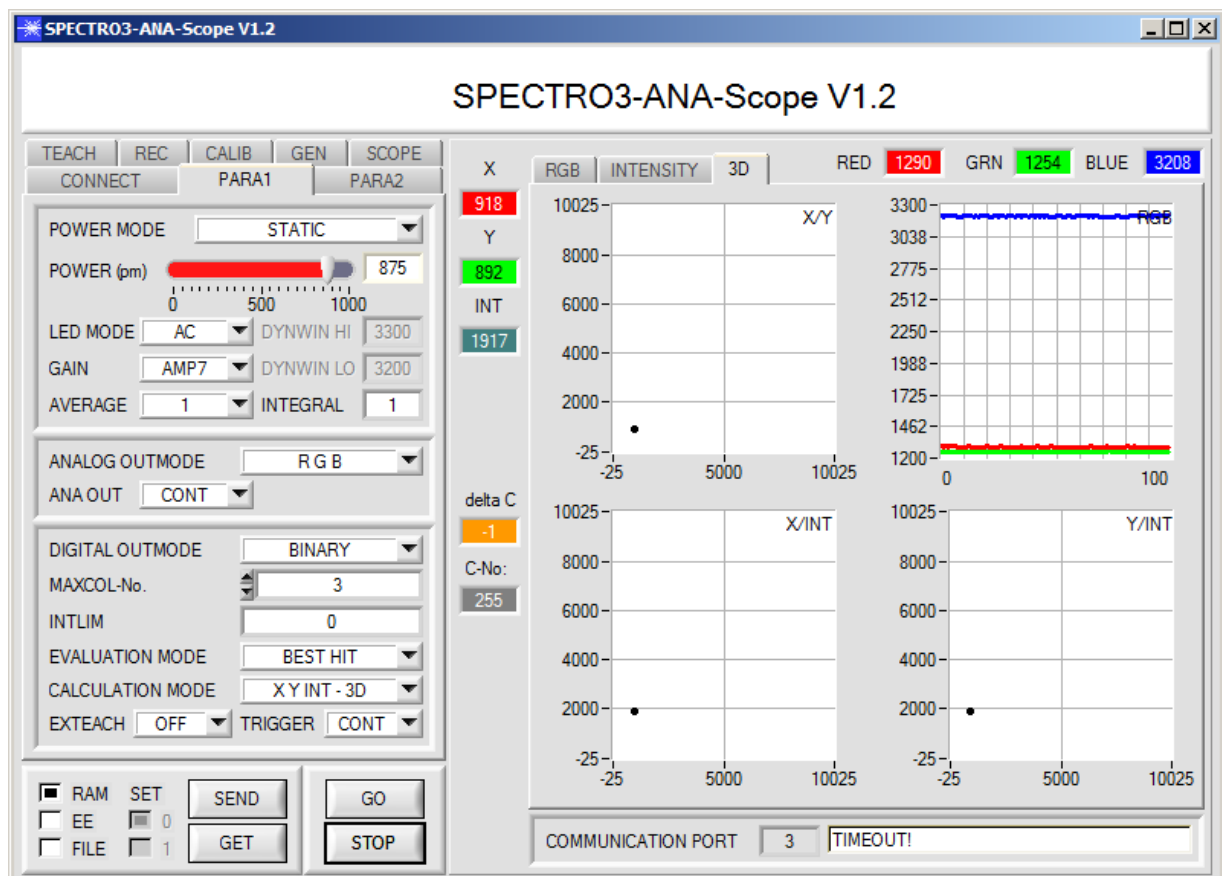 SPECTRO3-ANA-Scope V1.2
SPECTRO3-ANA-Scope V1.2
TEACH REC CALIB GEN SCOPE
CONNECT PARA1 PARA2
POWER MODE STATIC
POWER (pm) 875
0 500 1000
LED MODE AC DYNWIN HI 3300
GAIN AMP7 DYNWIN LO 3200
AVERAGE 1 INTEGRAL 1
ANALOG OUTMODE R G B
ANA OUT CONT
DIGITAL OUTMODE BINARY
MAXCOL-No. 3
INTLIM 0
EVALUATION MODE BEST HIT
CALCULATION MODE X Y INT - 3D
EXTEACH OFF TRIGGER CONT
RAM SET SEND GO
EE 0
FILE 1 GET STOP
X
918
Y
892
INT
1917
delta C
-1
C-No:
255
RGB INTENSITY 3D RED 1290 GRN 1254 BLUE 3208
X/Y
10025
8000
6000
4000
2000
-25
-25 5000 10025
RGB
3300
3038
2775
2512
2250
1988
1725
1462
1200
0 100
X/INT
10025
8000
6000
4000
2000
-25
-25 5000 10025
Y/INT
10025
8000
6000
4000
2000
-25
-25 5000 10025
COMMUNICATION PORT 3 TIMEOUT!